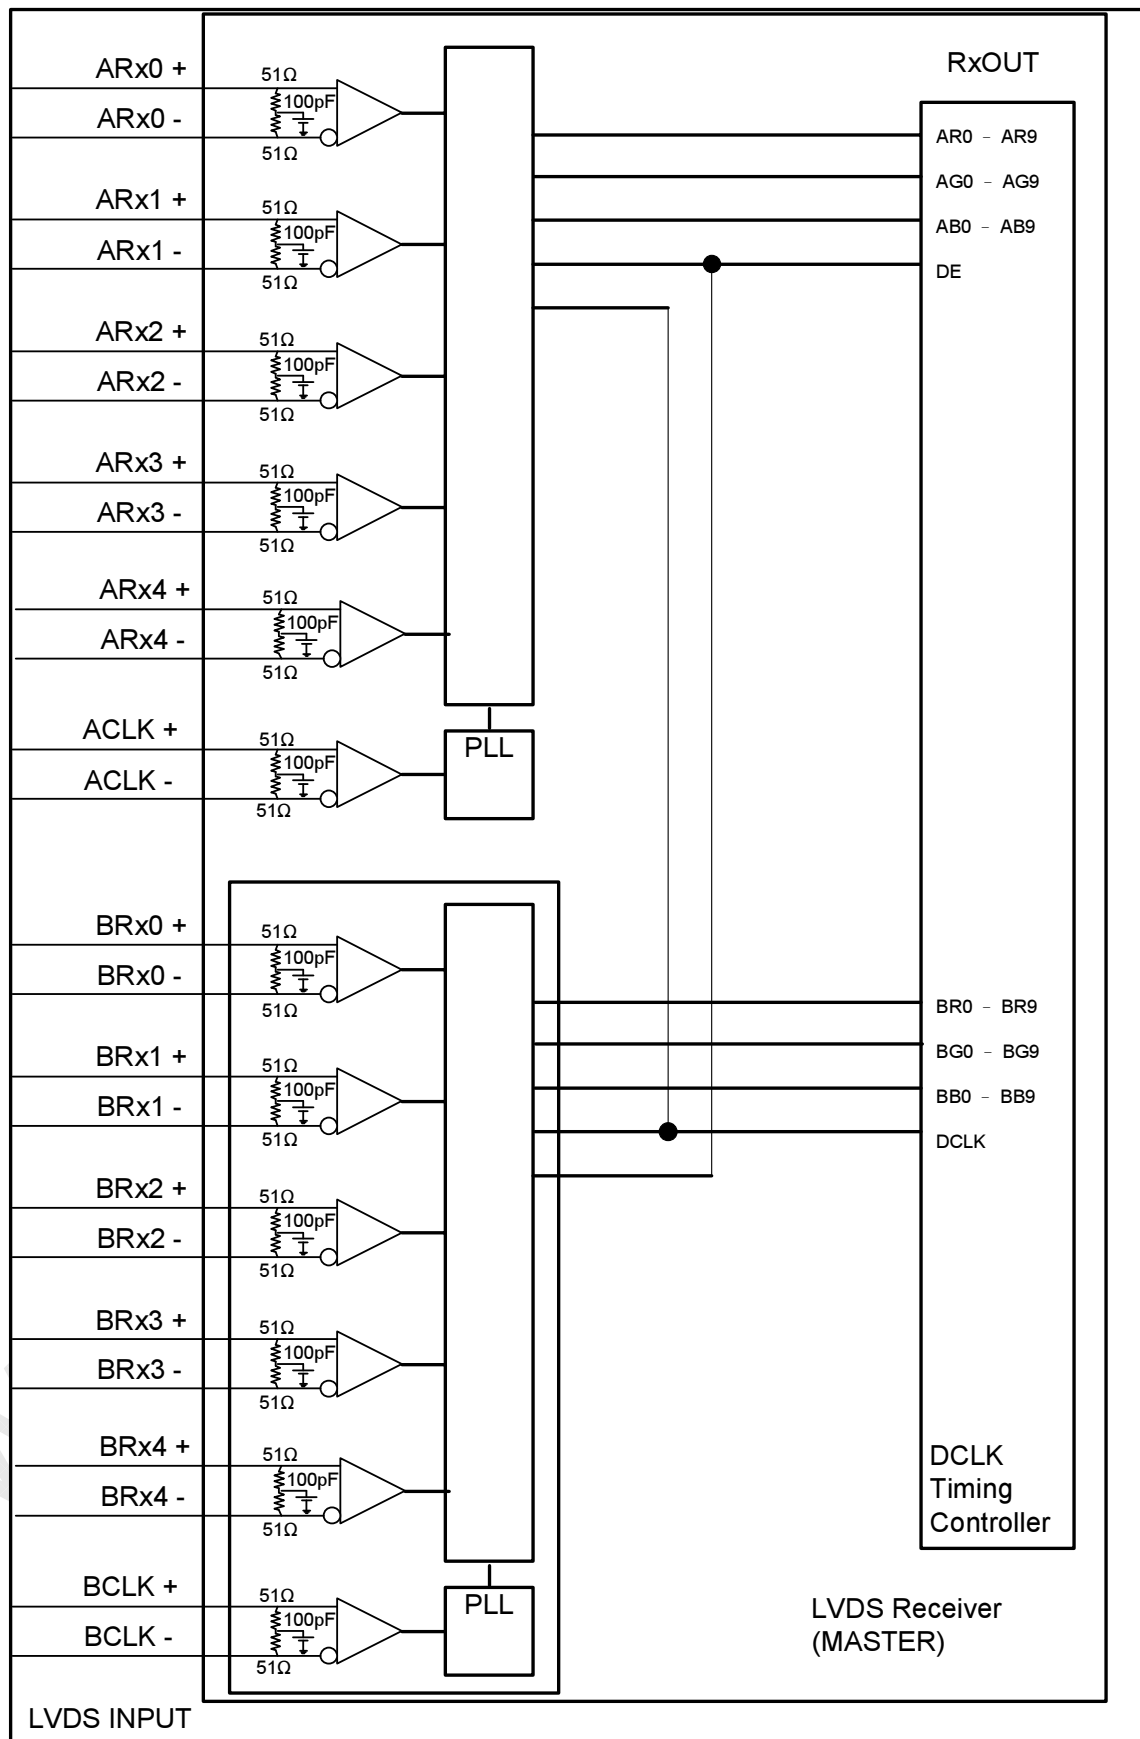 RxOUT
ARx0 +
51Ω
100pF
ARx0 -
51Ω
AR0 – AR9
AG0 – AG9
ARx1 +
51Ω
100pF
ARx1 -
51Ω
AB0 – AB9
DE
ARx2 +
51Ω
100pF
ARx2 -
51Ω
ARx3 +
51Ω
100pF
ARx3 -
51Ω
ARx4 +
51Ω
100pF
ARx4 -
51Ω
ACLK +
51Ω
PLL
100pF
ACLK -
51Ω
BRx0 +
51Ω
100pF
BRx0 -
51Ω
BR0 – BR9
BG0 – BG9
BRx1 +
51Ω
100pF
BB0 – BB9
BRx1 -
51Ω
DCLK
BRx2 +
51Ω
100pF
BRx2 -
51Ω
BRx3 +
51Ω
100pF
BRx3 -
51Ω
BRx4 +
51Ω
100pF
BRx4 -
51Ω
DCLK
Timing
Controller
BCLK +
51Ω
PLL
100pF
BCLK -
51Ω
LVDS Receiver
(MASTER)
LVDS INPUT